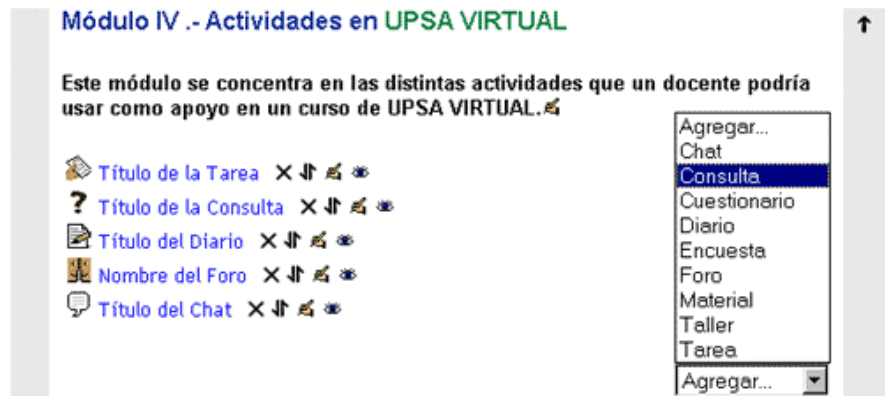 Módulo IV .- Actividades en UPSA VIRTUAL
Este módulo se concentra en las distintas actividades que un docente podría
usar como apoyo en un curso de UPSA VIRTUAL.
Título de la Tarea
Título de la Consulta
Título del Diario
Nombre del Foro
Título del Chat
Agregar...
Chat
Consulta
Cuestionario
Diario
Encuesta
Foro
Material
Taller
Tarea
Agregar...